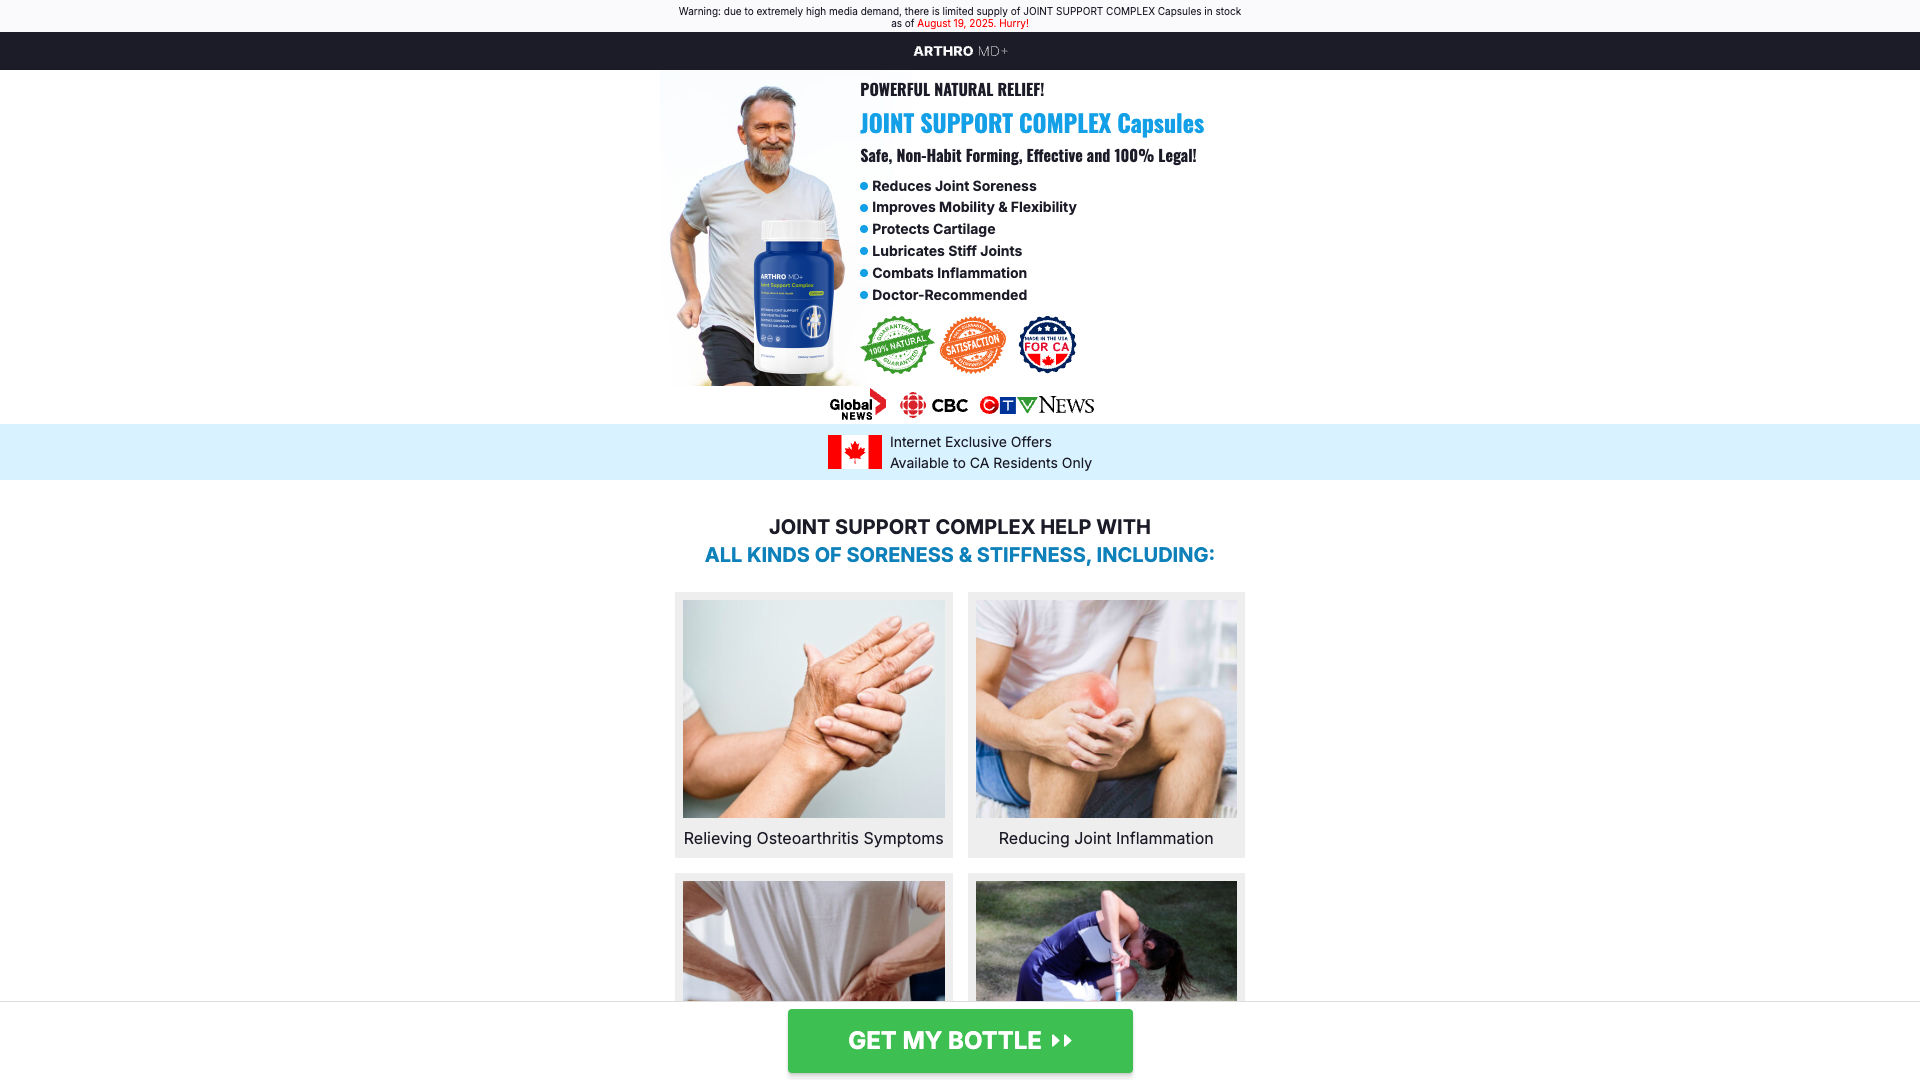 Warning: due to extremely high media demand, there is limited supply of JOINT SUPPORT COMPLEX Capsules in stock
as of August 19, 2025. Hurry!
ARTHRO MD+
POWERFUL NATURAL RELIEF!
JOINT SUPPORT COMPLEX Capsules
Safe, Non-Habit Forming, Effective and 100% Legal!
Reduces Joint Soreness
Improves Mobility & Flexibility
Protects Cartilage
Lubricates Stiff Joints
Combats Inflammation
Doctor-Recommended
ARTHRO MD+
Joint Support Complex
GUARANTEED
100% NATURAL
GUARANTEED
SATISFACTION
MADE IN THE USA
FOR CA
Global
NEWS
CBC
CTV NEWS
Internet Exclusive Offers
Available to CA Residents Only
JOINT SUPPORT COMPLEX HELP WITH
ALL KINDS OF SORENESS & STIFFNESS, INCLUDING:
Relieving Osteoarthritis Symptoms
Reducing Joint Inflammation
GET MY BOTTLE